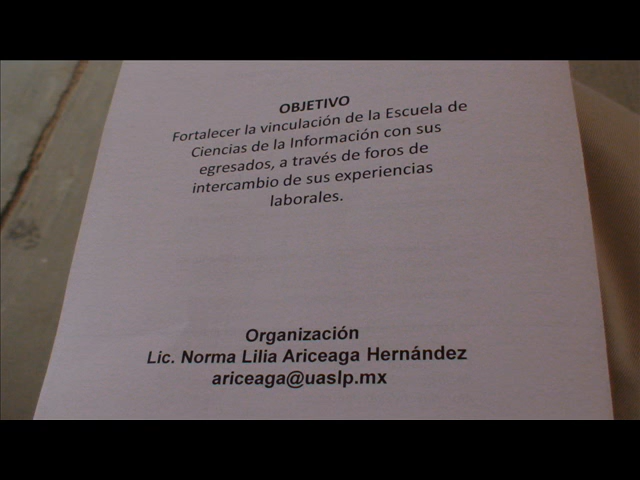 OBJETIVO
Fortalecer la vinculación de la Escuela de
Ciencias de la Información con sus
egresados, a través de foros de
intercambio de sus experiencias
laborales.
Organización
Lic. Norma Lilia Ariceaga Hernández
ariceaga@uaslp.mx